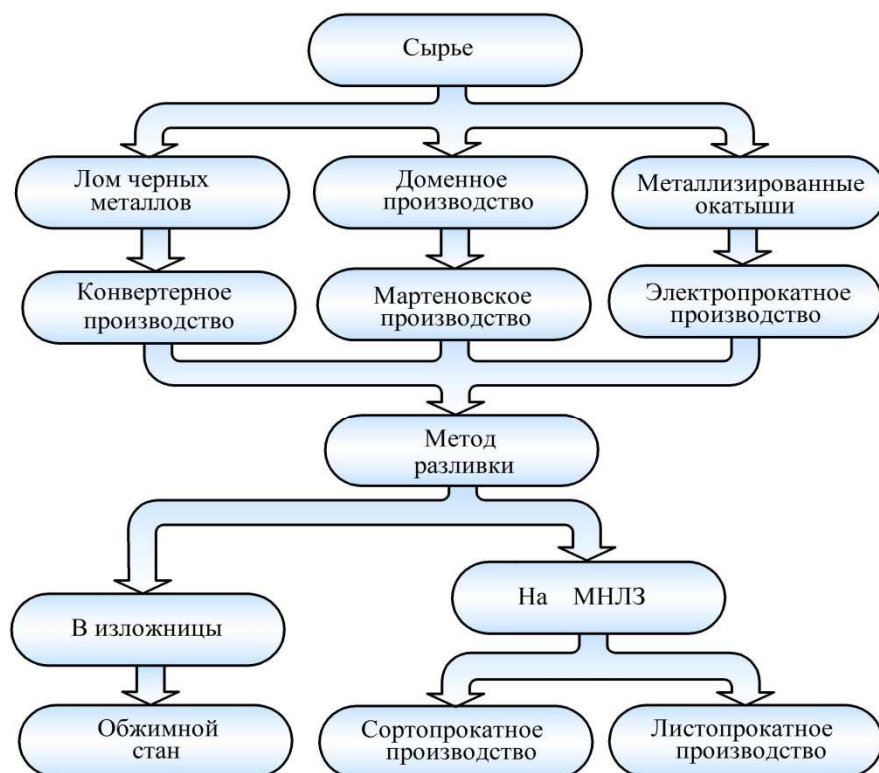 Сырье
Лом черных
металлов
Доменное
производство
Металлизированные
окатыши
Конвертерное
производство
Мартеновское
производство
Электропрокатное
производство
Метод
разливки
В изложницы
На МНЛЗ
Обжимной
стан
Сортопрокатное
производство
Листопрокатное
производство